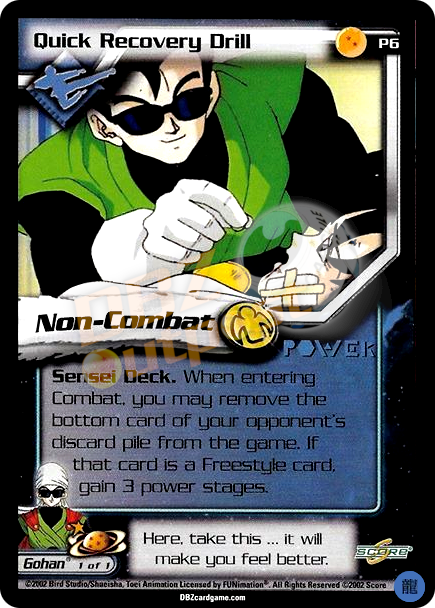 Quick Recovery Drill
P6
Non-Combat
POWER
Sensei Deck. When entering
Combat, you may remove the
bottom card of your opponent's
discard pile from the game. If
that card is a Freestyle card,
gain 3 power stages.
Here, take this ... it will
make you feel better.
SCORE
Gohan® 1 of 1
龍
©2002 Bird Studio/Shueisha, Toei Animation Licensed by FUNimation®. All Rights Reserved ©2002 Score
DBZcardgame.com